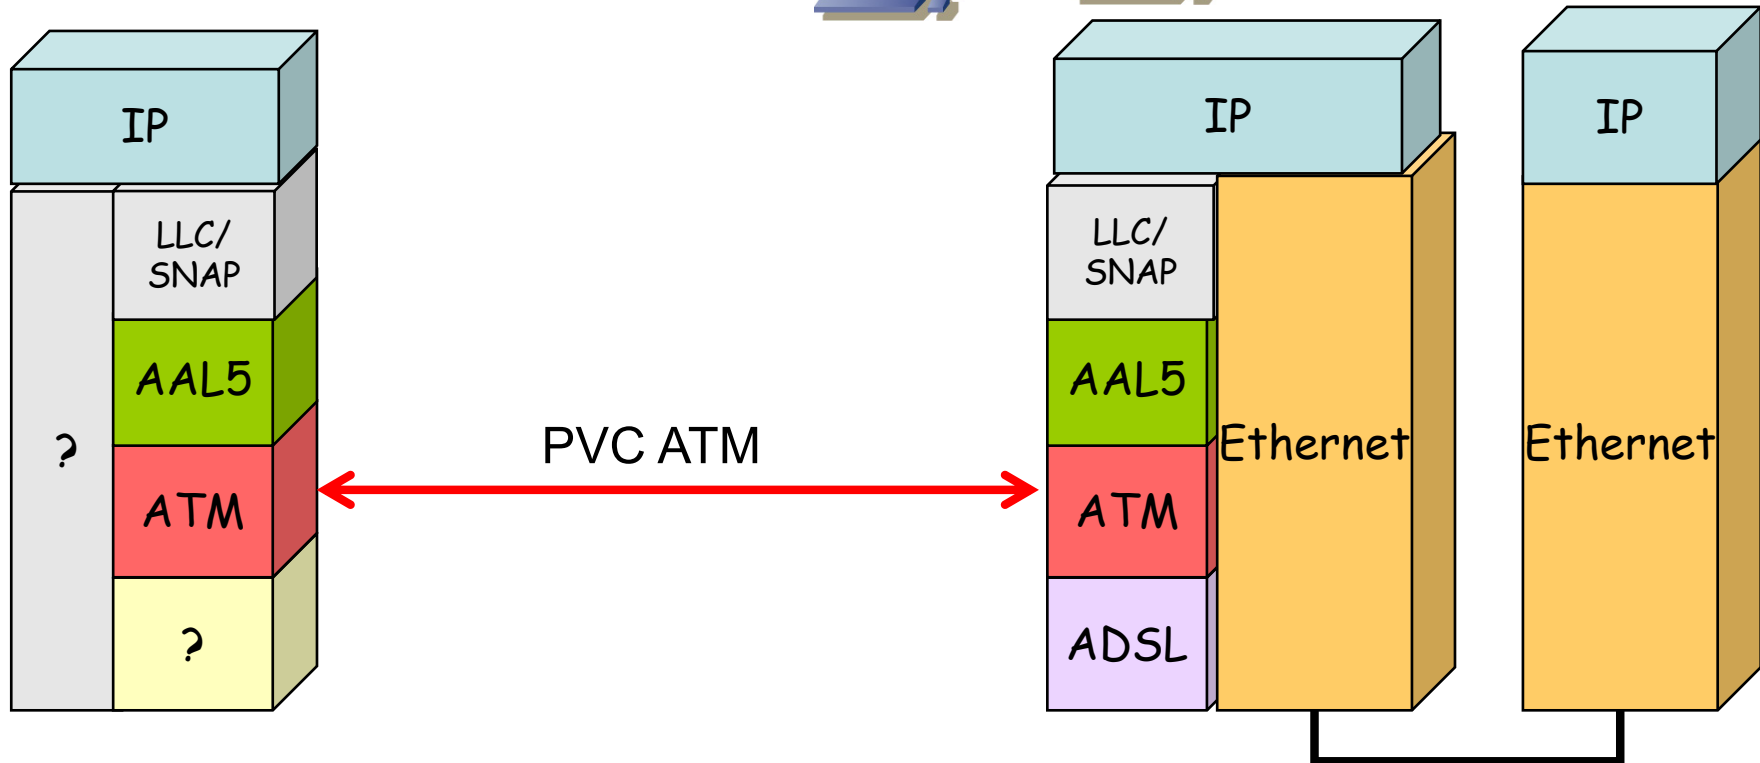 IP
LLC/
SNAP
AAL5
ATM
?
?
PVC ATM
IP
LLC/
SNAP
AAL5
ATM
ADSL
Ethernet
IP
Ethernet